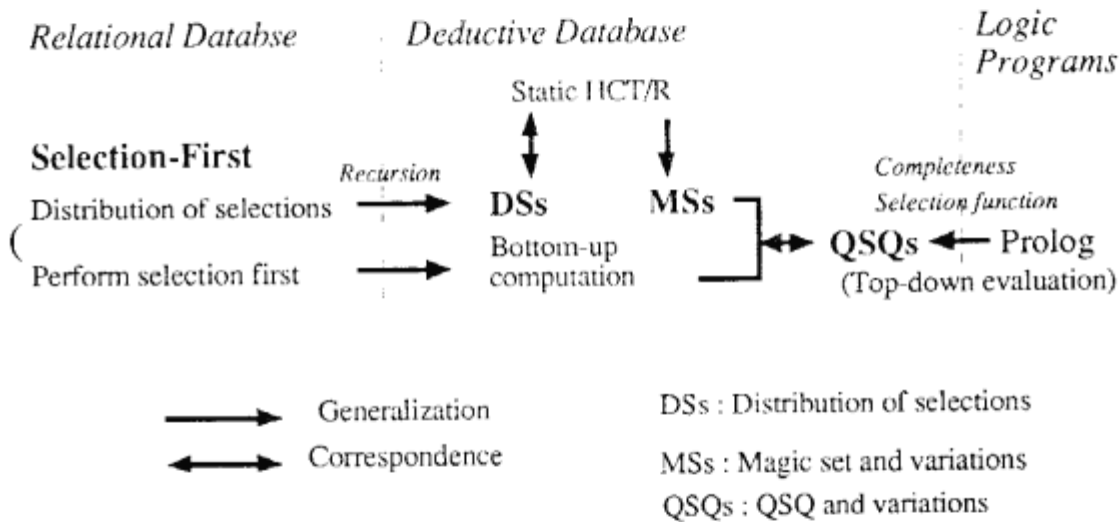 Relational Databse
Deductive Database
Logic
Programs
Static HCT/R
Selection-First
Recursion
Completeness
Distribution of selections
DSs
MSs
Selection function
(
Bottom-up
QSQs
Prolog
Perform selection first
computation
(Top-down evaluation)
Generalization
DSs : Distribution of selections
Correspondence
MSs : Magic set and variations
QSQs : QSQ and variations